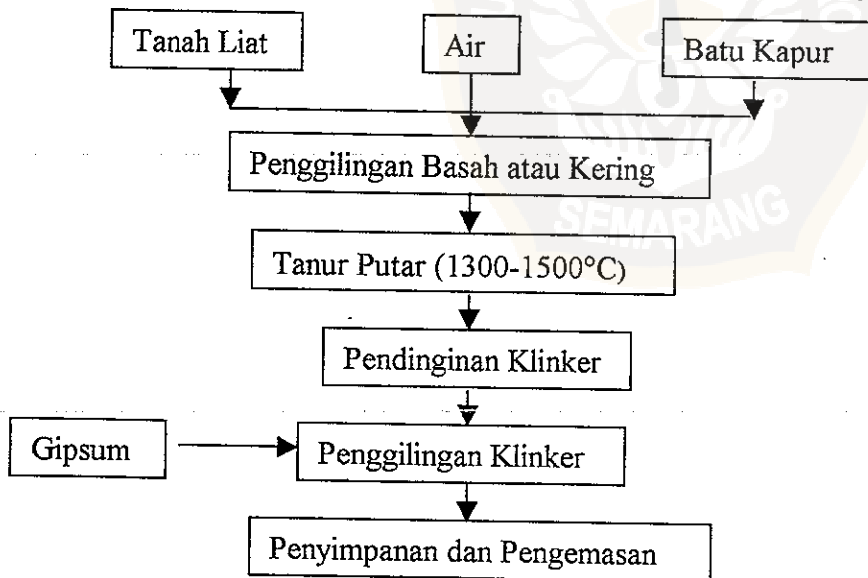 Tanah Liat
Air
Batu Kapur
Penggilingan Basah atau Kering
SEMARANG
Tanur Putar (1300-1500°C)
Pendinginan Klinker
Gipsum
Penggilingan Klinker
Penyimpanan dan Pengemasan